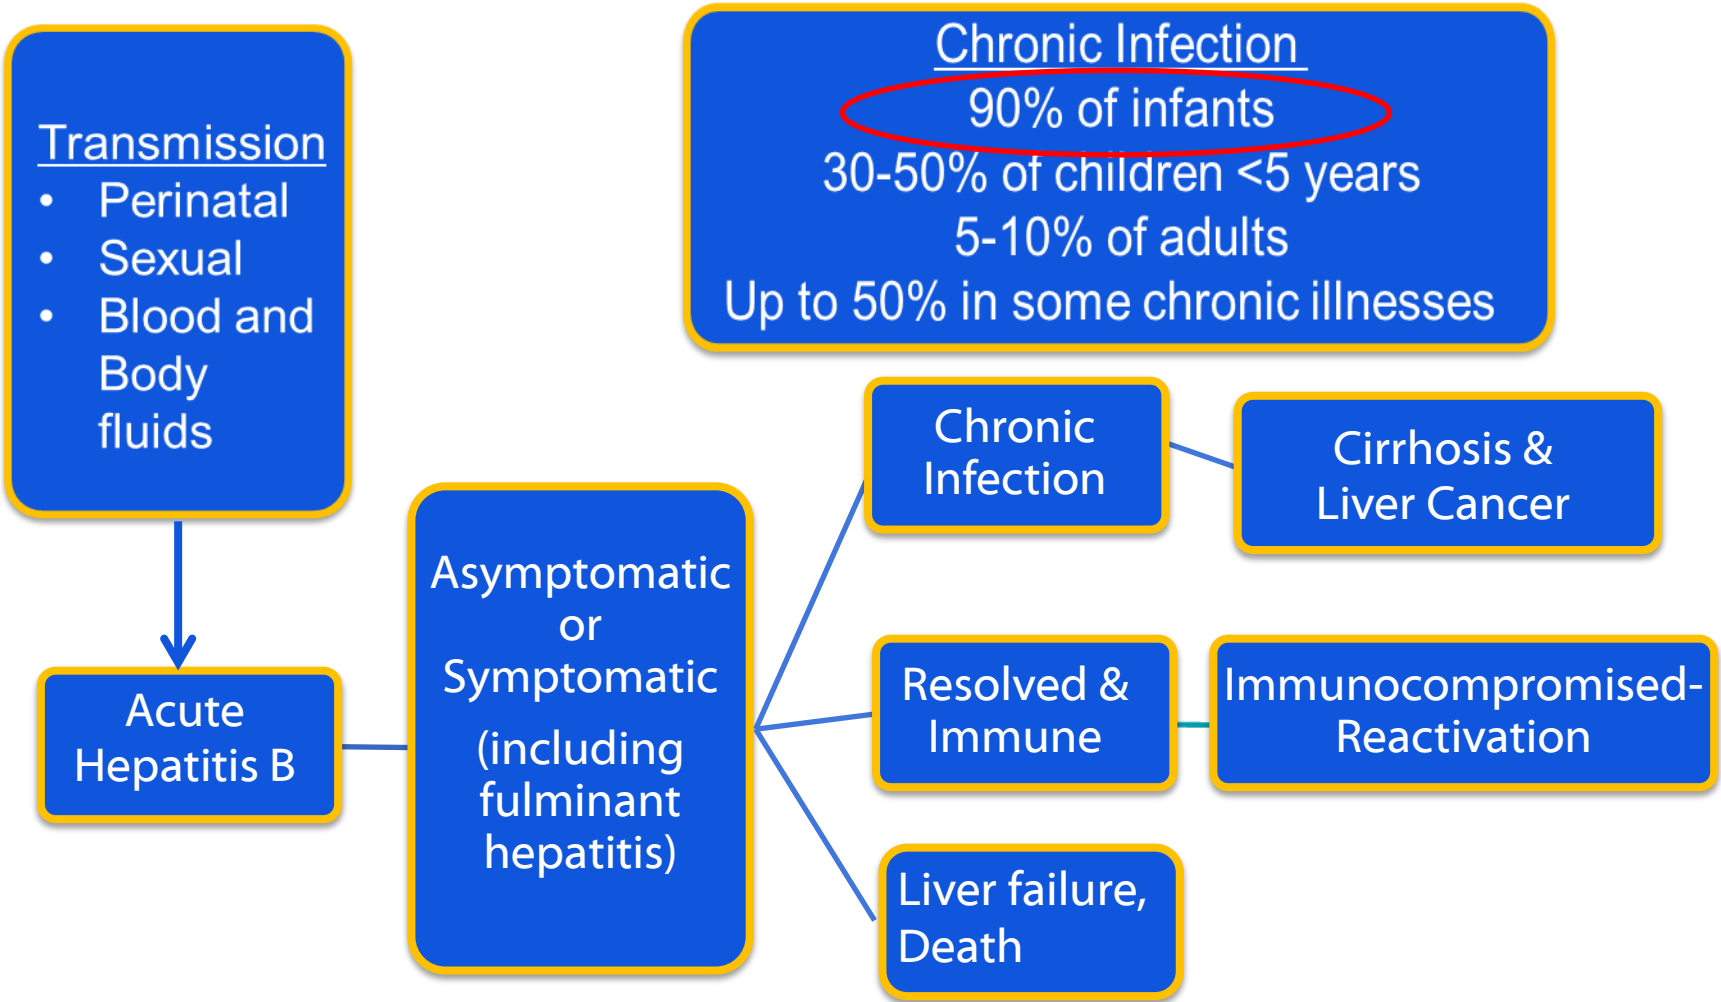 Transmission
• Perinatal
• Sexual
• Blood and
Body
fluids
Chronic Infection
90% of infants
30-50% of children <5 years
5-10% of adults
Up to 50% in some chronic illnesses
Acute
Hepatitis B
Asymptomatic
or
Symptomatic
(including
fulminant
hepatitis)
Chronic
Infection
Cirrhosis &
Liver Cancer
Resolved &
Immune
Immunocompromised-
Reactivation
Liver failure,
Death